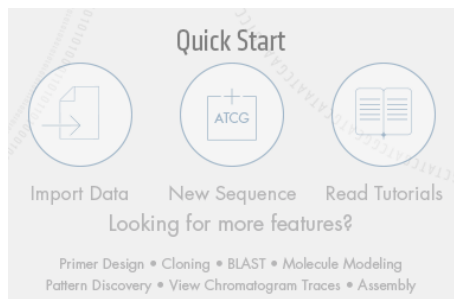 Quick Start
ATCG
Import Data New Sequence Read Tutorials
Looking for more features?
Primer Design • Cloning • BLAST • Molecule Modeling
Pattern Discovery • View Chromatogram Traces • Assembly